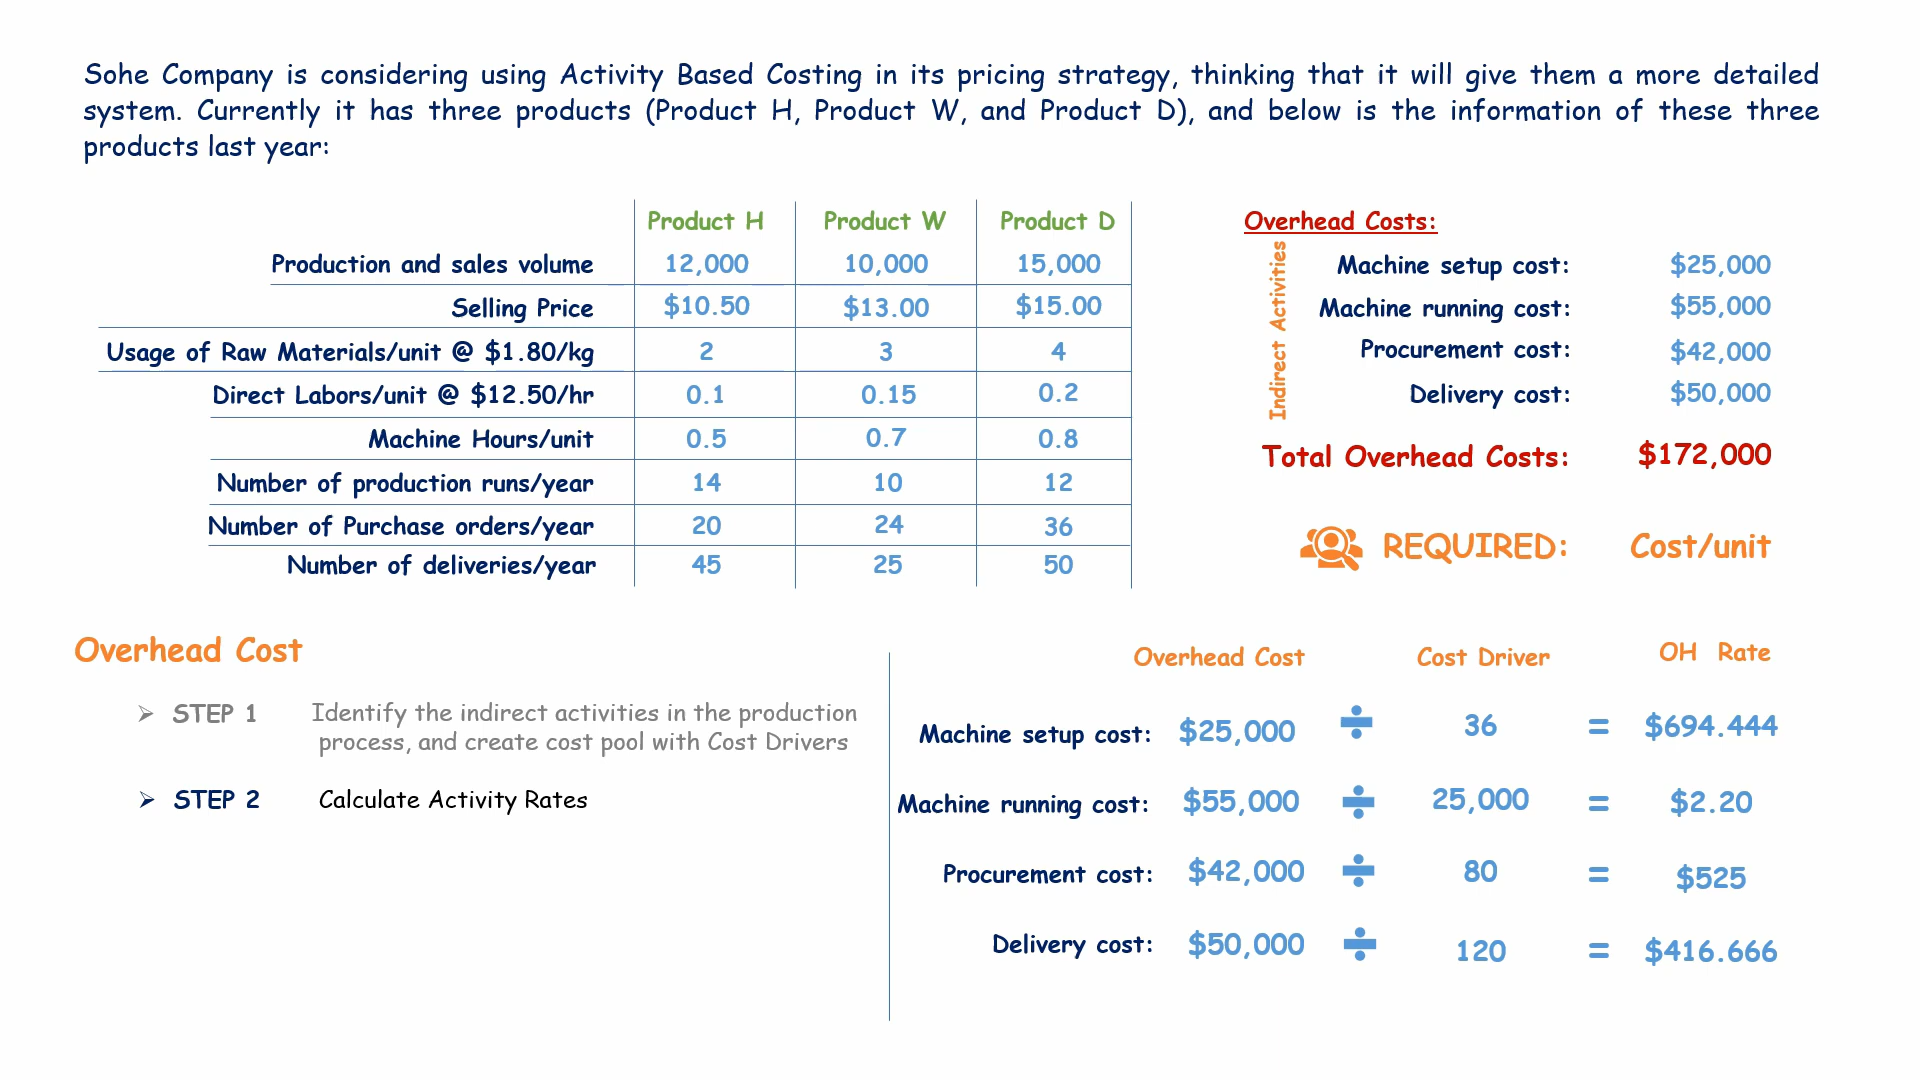 Sohe Company is considering using Activity Based Costing in its pricing strategy, thinking that it will give them a more detailed
system. Currently it has three products (Product H, Product W, and Product D), and below is the information of these three
products last year:
Product H Product W Product D
Production and sales volume 12,000 10,000 15,000
Selling Price $10.50 $13.00 $15.00
Usage of Raw Materials/unit @ $1.80/kg 2 3 4
Direct Labors/unit @ $12.50/hr 0.1 0.15 0.2
Machine Hours/unit 0.5 0.7 0.8
Number of production runs/year 14 10 12
Number of Purchase orders/year 20 24 36
Number of deliveries/year 45 25 50
Overhead Costs:
Indirect Activities
Machine setup cost: $25,000
Machine running cost: $55,000
Procurement cost: $42,000
Delivery cost: $50,000
Total Overhead Costs: $172,000
REQUIRED: Cost/unit
Overhead Cost
STEP 1 Identify the indirect activities in the production
process, and create cost pool with Cost Drivers
STEP 2 Calculate Activity Rates
Overhead Cost Cost Driver OH Rate
Machine setup cost: $25,000 ÷ 36 = $694.444
Machine running cost: $55,000 ÷ 25,000 = $2.20
Procurement cost: $42,000 ÷ 80 = $525
Delivery cost: $50,000 ÷ 120 = $416.666